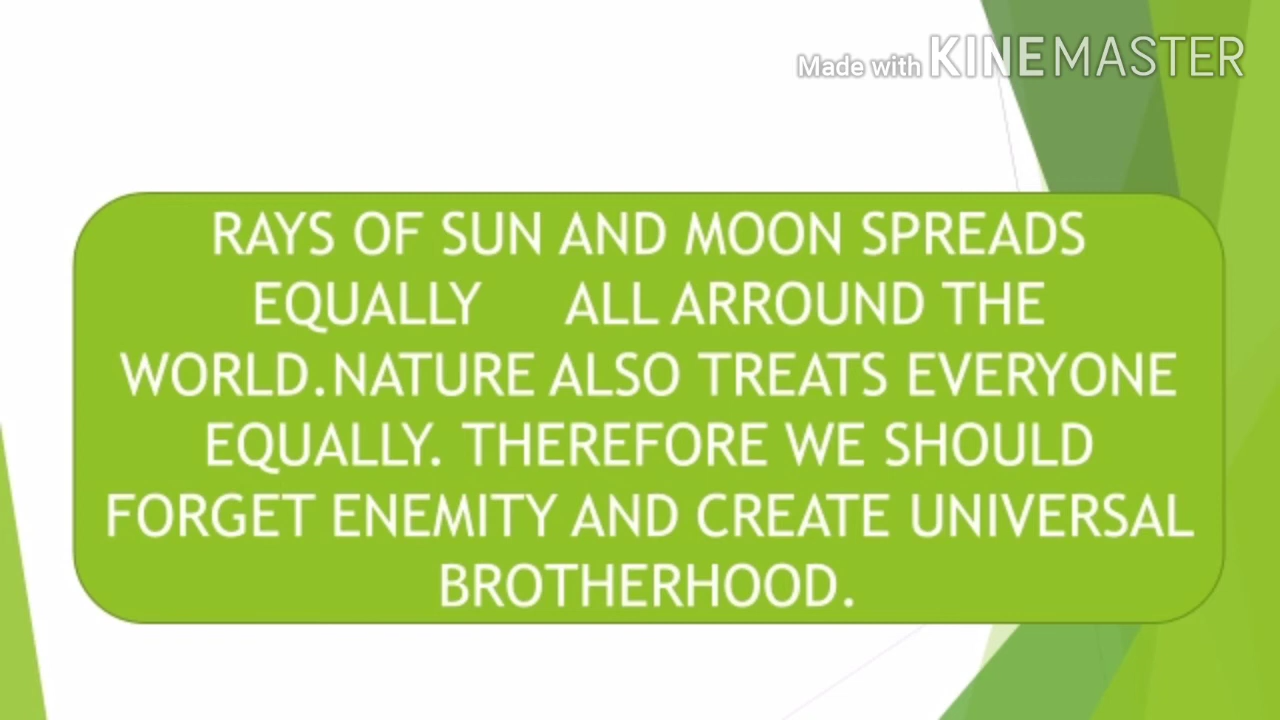 Made with KINEMASTER
RAYS OF SUN AND MOON SPREADS
EQUALLY ALL ARROUND THE
WORLD.NATURE ALSO TREATS EVERYONE
EQUALLY. THEREFORE WE SHOULD
FORGET ENEMITY AND CREATE UNIVERSAL
BROTHERHOOD.